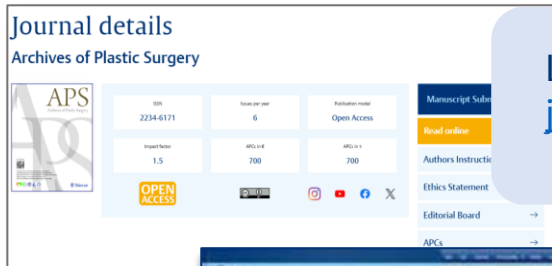 Journal details
Archives of Plastic Surgery
APS
ISSN
2234-6171
Issues per year
6
Publication model
Open Access
Impact factor
1.5
APCs in €
700
APCs in $
700
OPEN
ACCESS
Manuscript Subm
Read online
Authors Instructio
Ethics Statement
Editorial Board →
APCs →